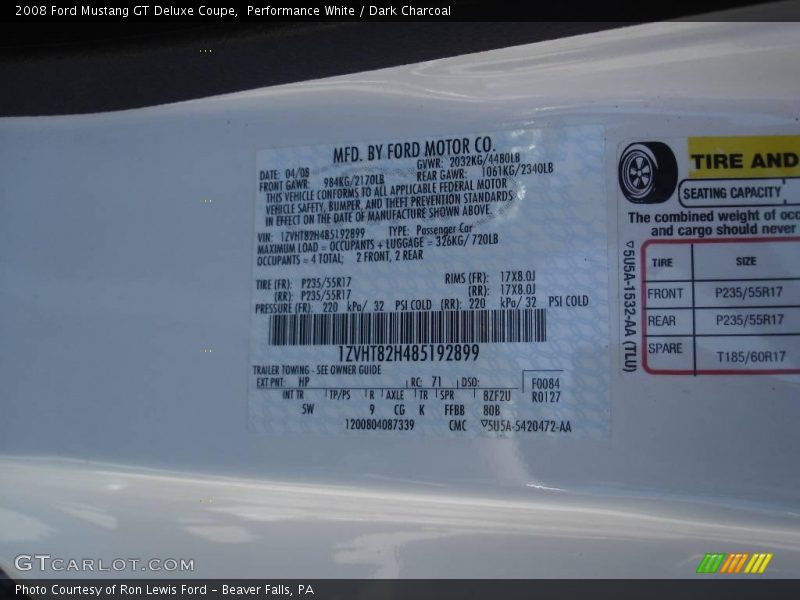 2008 Ford Mustang GT Deluxe Coupe,  Performance White / Dark Charcoal
MFD. BY FORD MOTOR CO.
DATE: 04/08 GVWR: 2032KG/4480LB
FRONT GAWR: 984KG/2170LB REAR GAWR: 1061KG/2340LB
THIS VEHICLE CONFORMS TO ALL APPLICABLE FEDERAL MOTOR
VEHICLE SAFETY, BUMPER, AND THEFT PREVENTION STANDARDS
IN EFFECT ON THE DATE OF MANUFACTURE SHOWN ABOVE.
VIN: 1ZVHT82H485192899 TYPE: Passenger Car
MAXIMUM LOAD = OCCUPANTS + LUGGAGE = 326KG/ 720LB
OCCUPANTS = 4 TOTAL; 2 FRONT, 2 REAR
TIRE (FR): P235/55R17 RIMS (FR): 17X8.0J
(RR): P235/55R17 (RR): 17X8.0J
PRESSURE (FR): 220 kPa/ 32 PSI COLD (RR): 220 kPa/ 32 PSI COLD
1ZVHT82H485192899
TRAILER TOWING - SEE OWNER GUIDE
EXT PNT: HP RC: 71 DSO: F0084
INT TR TP/PS R AXLE TR SPR 8ZF2U R0127
5W 9 CG K FFBB 80B
1200804087339 CMC ▽5U5A-5420472-AA
TIRE AND
SEATING CAPACITY
The combined weight of occ
and cargo should never
▽5U5A-1532-AA (TLU)
TIRE SIZE
FRONT P235/55R17
REAR P235/55R17
SPARE T185/60R17
GTCARLOT.COM
Photo Courtesy of Ron Lewis Ford - Beaver Falls, PA